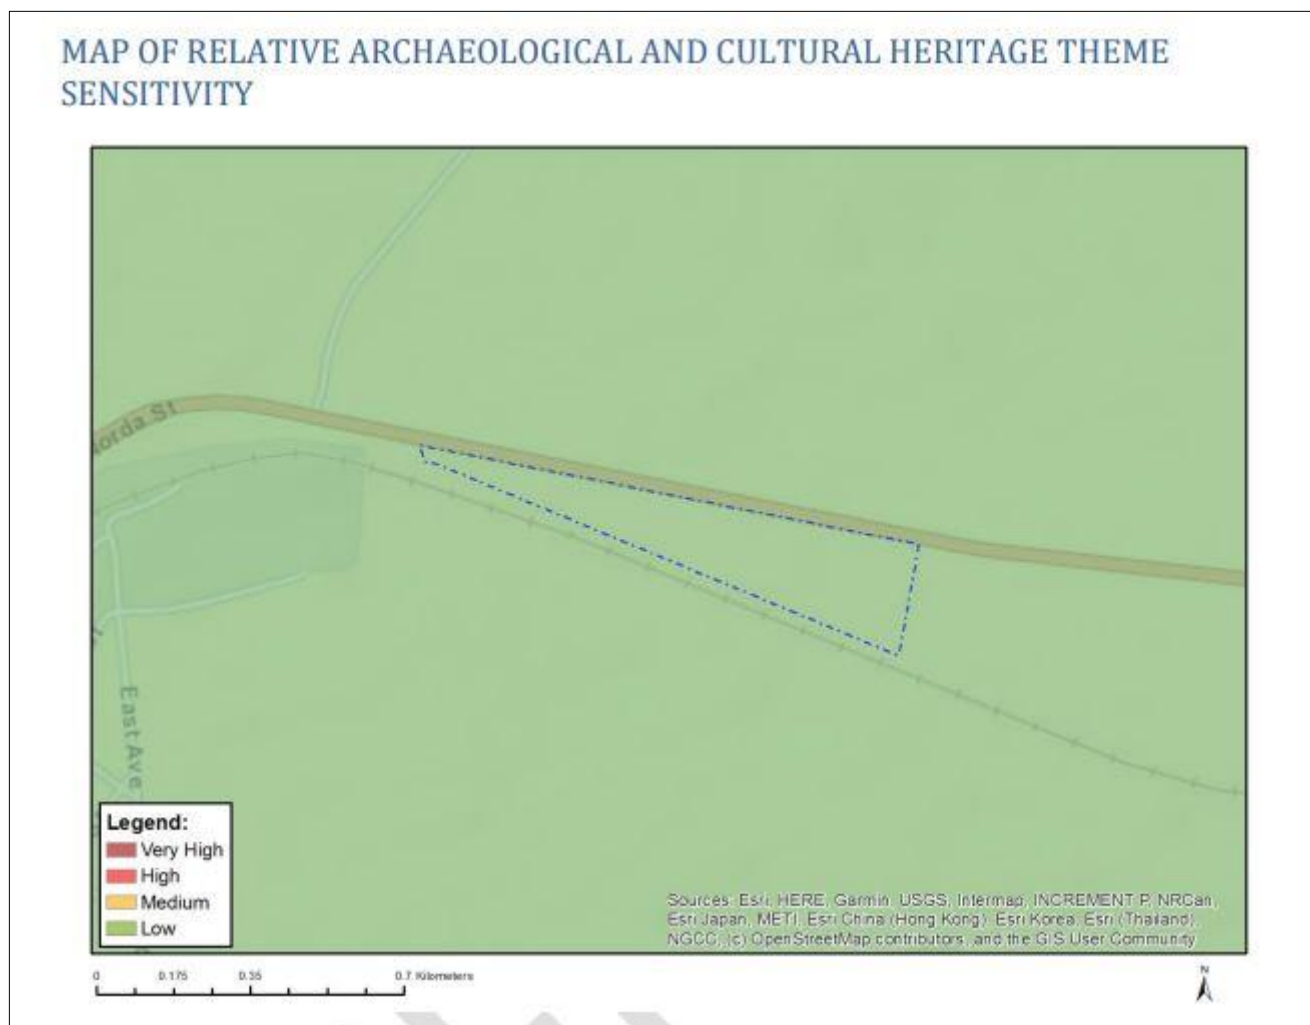 MAP OF RELATIVE ARCHAEOLOGICAL AND CULTURAL HERITAGE THEME
SENSITIVITY
East Ave
Legend:
Very High
High
Medium
Low
Sources: Esri, HERE, Garmin, USGS, Intermap, INCREMENT P, NRCan,
Esri Japan, METI, Esri China (Hong Kong), Esri Korea, Esri (Thailand),
NGCC, (c) OpenStreetMap contributors, and the GIS User Community
0 0.175 0.35 0.7 Kilometers
N